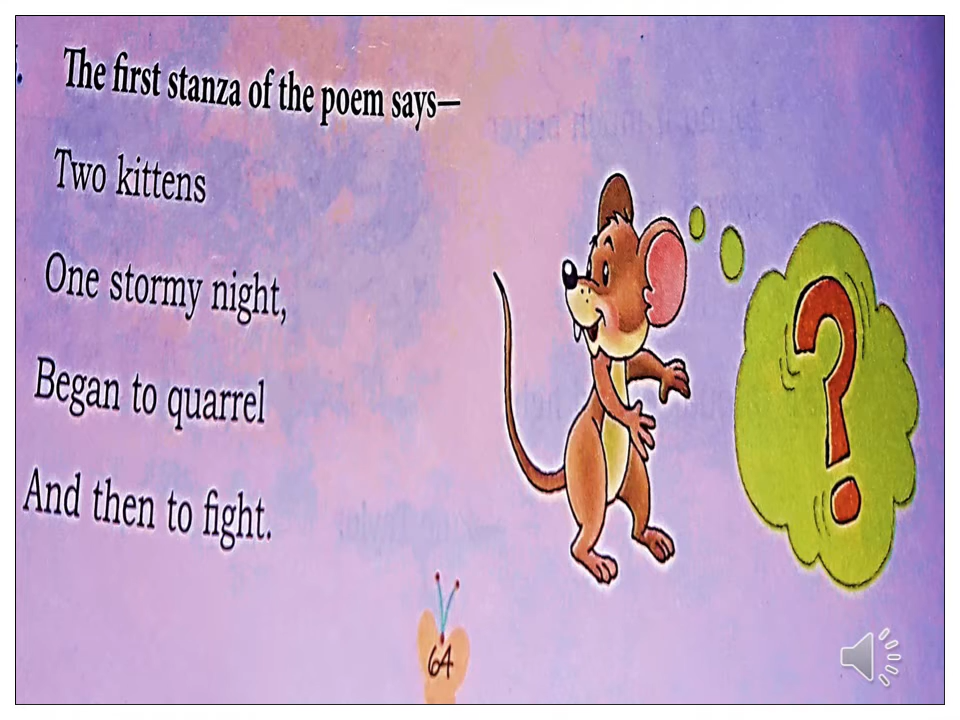 The first stanza of the poem says—
Two kittens
One stormy night,
Began to quarrel
And then to fight.
?
64